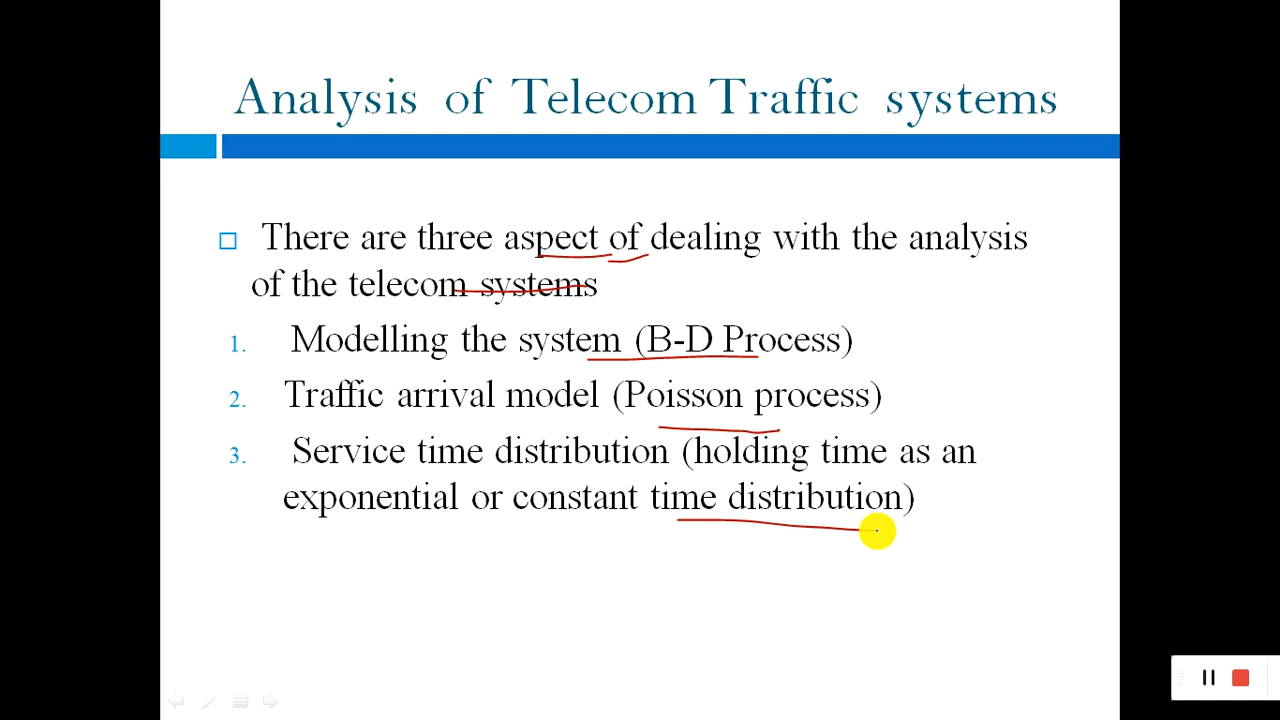 Analysis of Telecom Traffic systems
There are three aspect of dealing with the analysis
of the telecom systems
1. Modelling the system (B-D Process)
2. Traffic arrival model (Poisson process)
3. Service time distribution (holding time as an
exponential or constant time distribution)